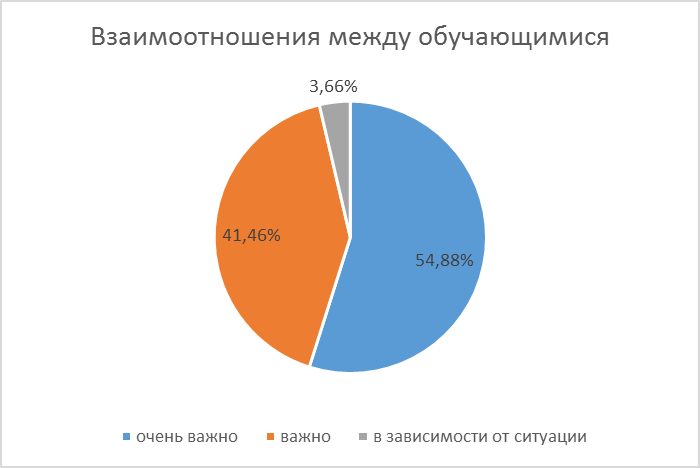 Взаимоотношения между обучающимися
3,66%
41,46%
54,88%
очень важно
важно
в зависимости от ситуации